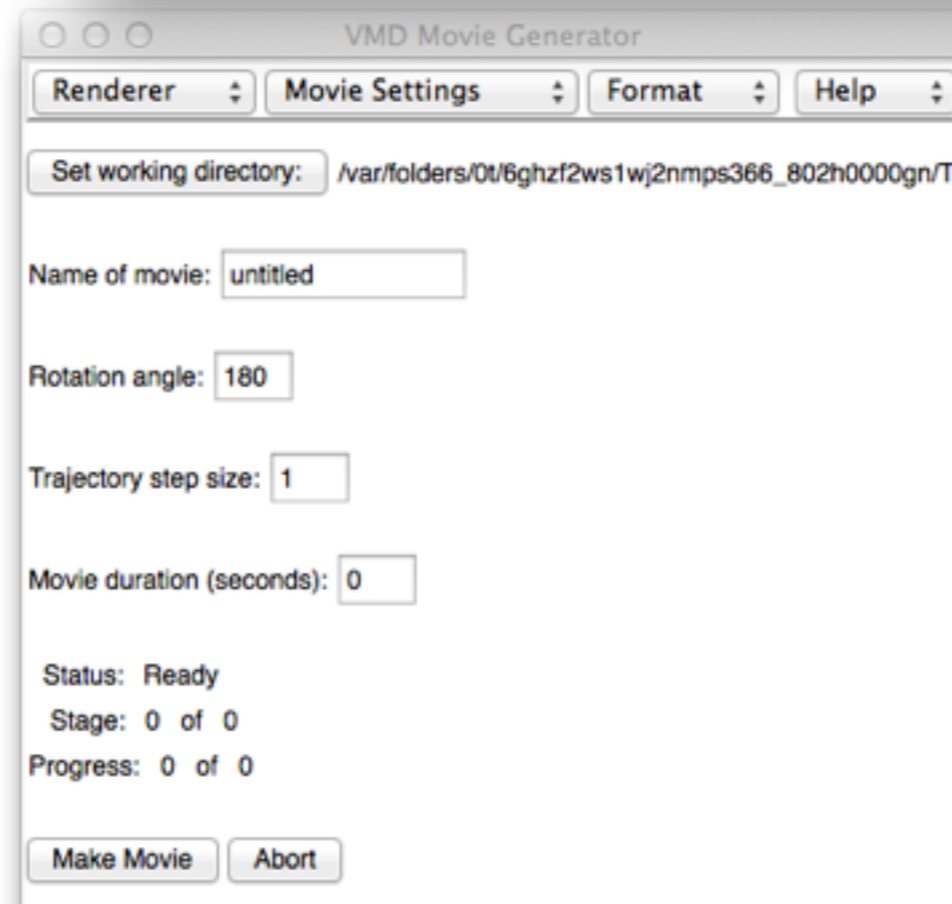 VMD Movie Generator
Renderer Movie Settings Format Help
Set working directory: /var/folders/0t/6ghzf2ws1wj2nmps366_802h0000gn/T
Name of movie: untitled
Rotation angle: 180
Trajectory step size: 1
Movie duration (seconds): 0
Status: Ready
Stage: 0 of 0
Progress: 0 of 0
Make Movie Abort